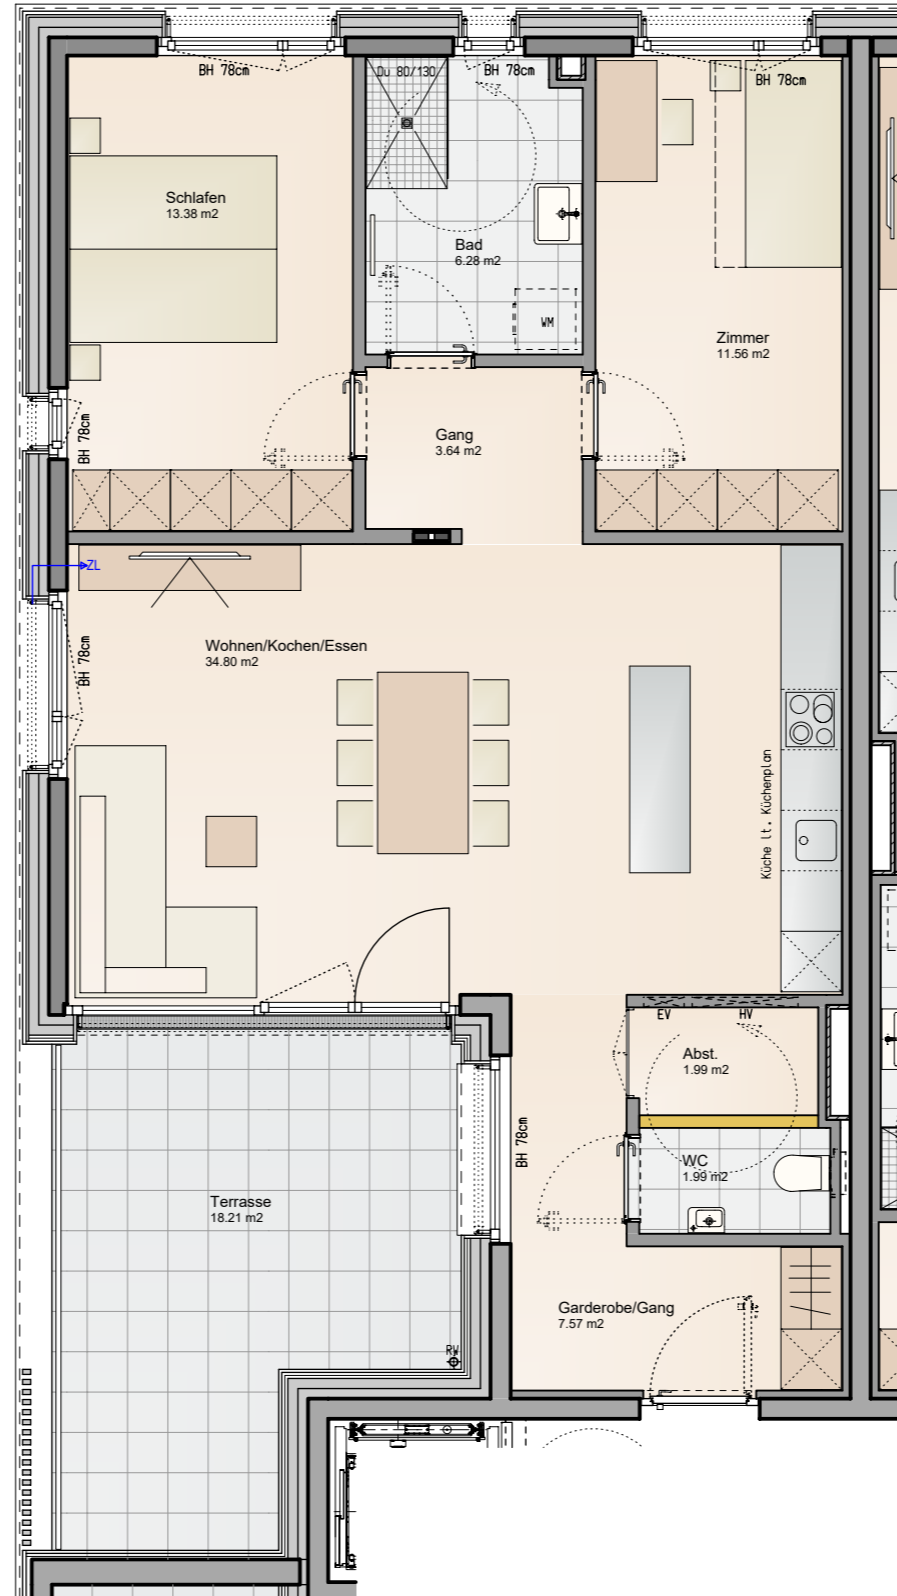 BH 78cm
Du 80/130
BH 78cm
BH 78cm
Schlafen
13.38 m2
Bad
6.28 m2
WM
Zimmer
11.56 m2
BH 78cm
Gang
3.64 m2
ZL
BH 78cm
Wohnen/Kochen/Essen
34.80 m2
Küche lt. Küchenplan
EV
HV
Abst.
1.99 m2
BH 78cm
WC
1.99 m2
Terrasse
18.21 m2
Garderobe/Gang
7.57 m2
RV